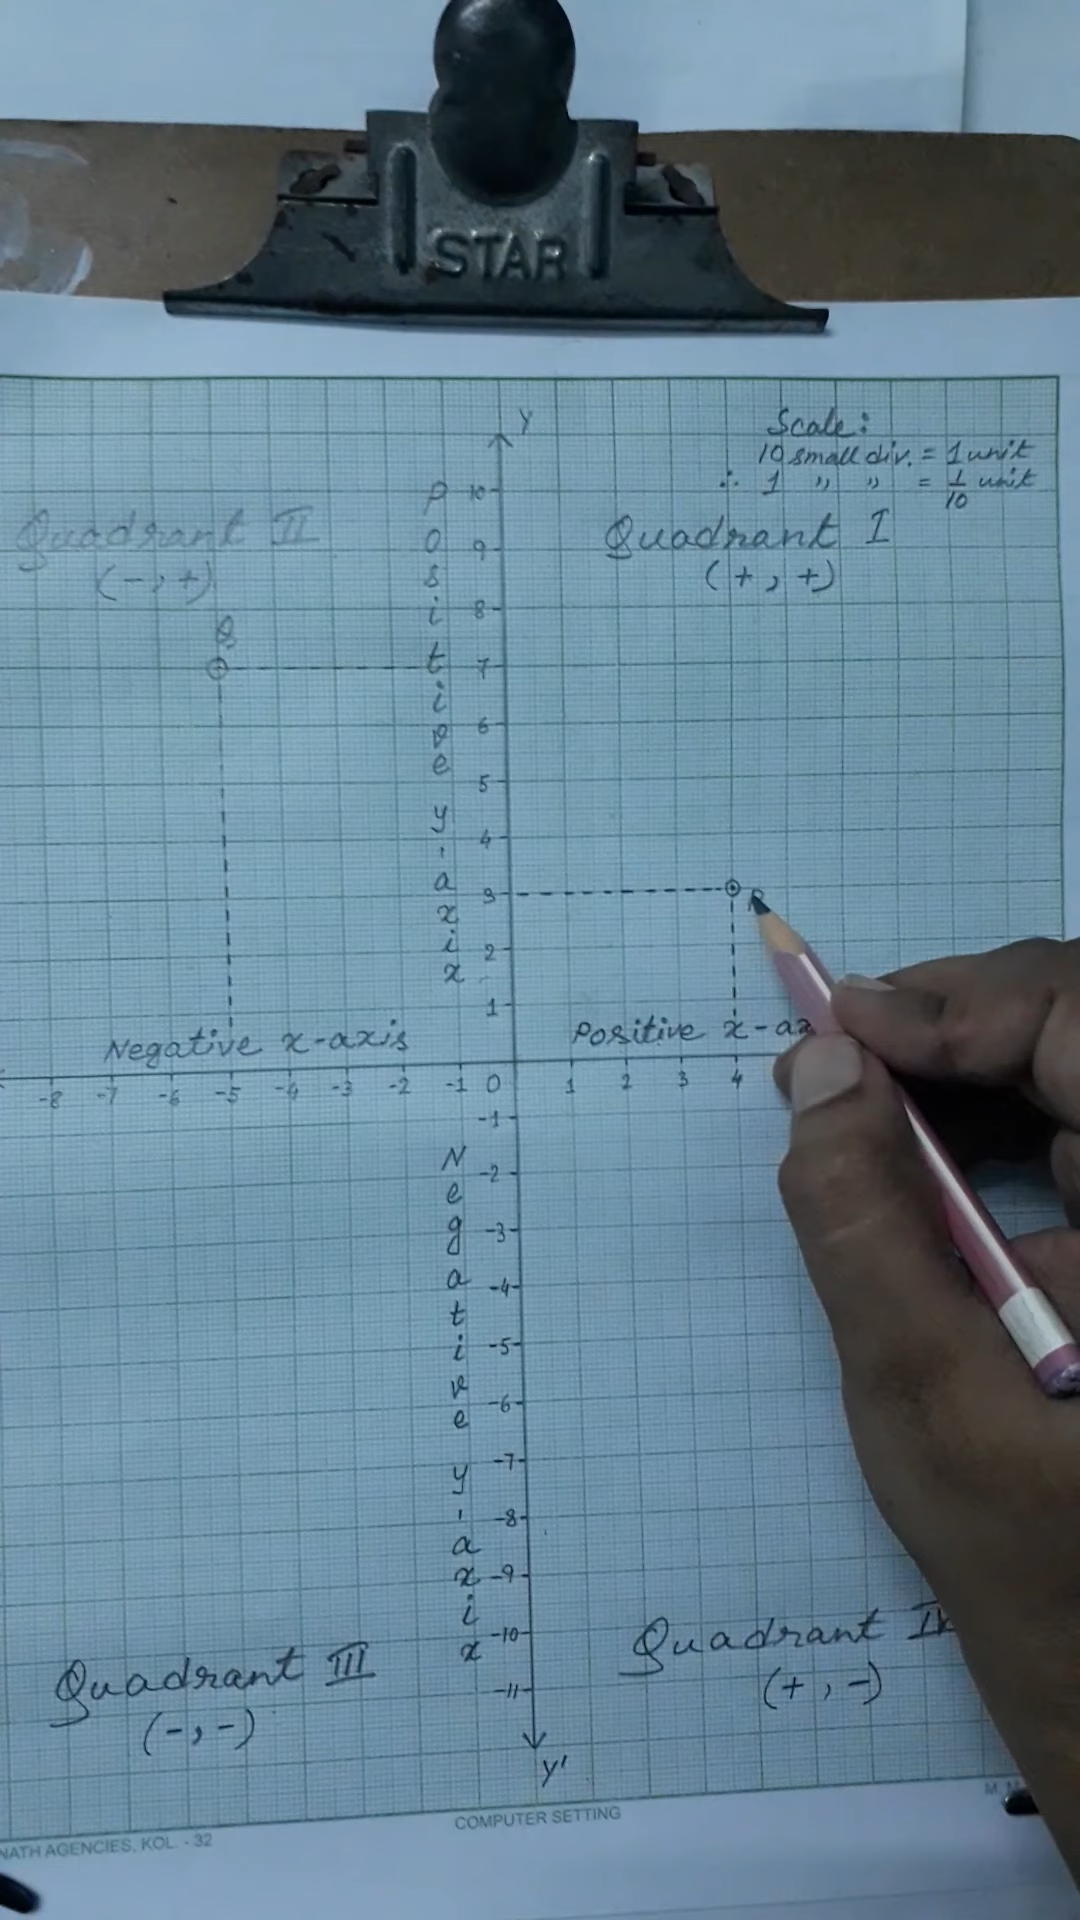 STAR
Y
Scale:
10 small div. = 1 unit
∴ 1 ,, ,, = 1/10 unit
Quadrant II
(-, +)
Quadrant I
(+, +)
Positive y-axix
10
9
8
7
6
5
4
3
2
1
Q
Negative x-axis
Positive x-ax
-8 -7 -6 -5 -4 -3 -2 -1 0 1 2 3 4
Negative y-axix
-1
-2
-3
-4
-5
-6
-7
-8
-9
-10
-11
Quadrant III
(-, -)
Quadrant IV
(+, -)
Y'
COMPUTER SETTING
NATH AGENCIES, KOL. - 32